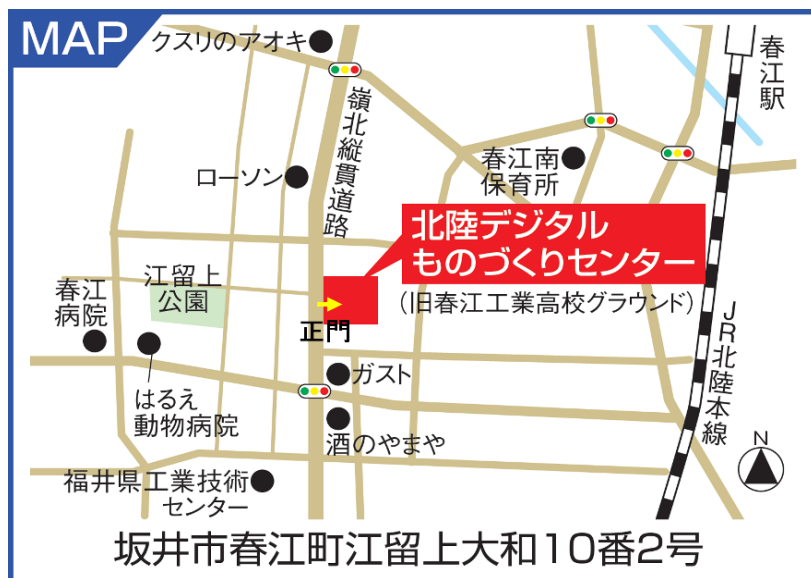 MAP
クスリのアオキ
春江駅
嶺北縦貫道路
ローソン
春江南
保育所
北陸デジタル
ものづくりセンター
(旧春江工業高校グラウンド)
江留上
公園
春江
病院
正門
JR北陸本線
ガスト
はるえ
動物病院
酒のやまや
福井県工業技術
センター
N
坂井市春江町江留上大和10番2号